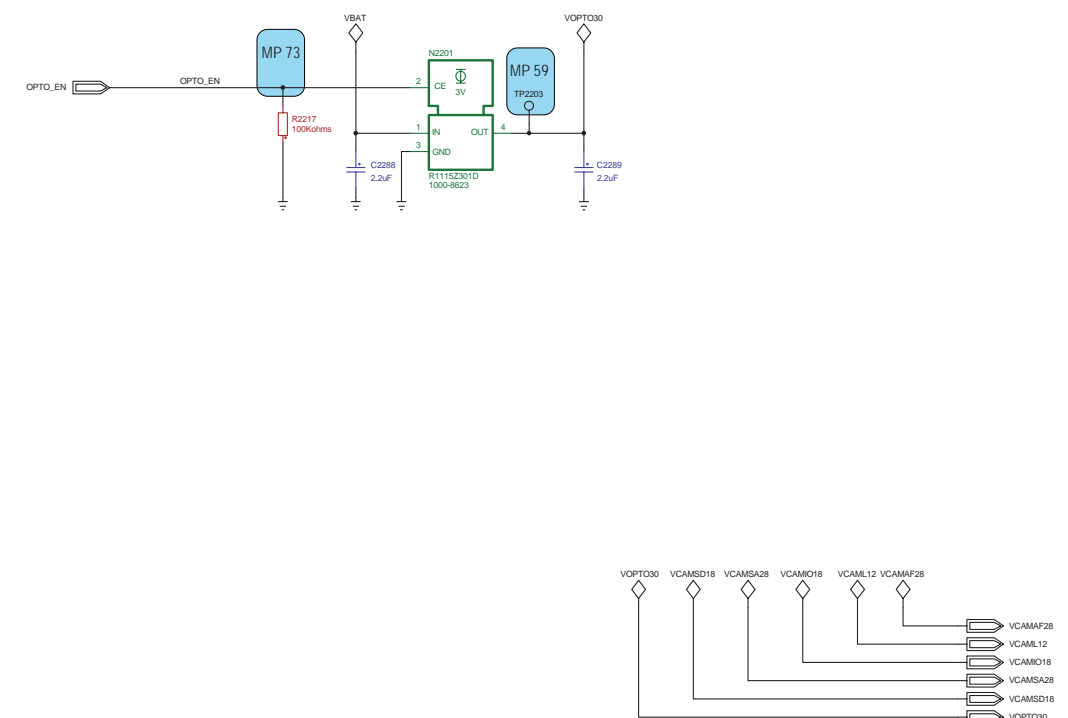 VBAT
VOPTO30
MP 73
N2201
MP 59
OPTO_EN
OPTO_EN
2
CE
3V
TP2203
R2217
100Kohms
1
IN
OUT
4
3
GND
C2288
2.2uF
R1115Z301D
1000-8623
C2289
2.2uF
VOPTO30 VCAMSD18 VCAMSA28 VCAMIO18 VCAML12 VCAMAF28
VCAMAF28
VCAML12
VCAMIO18
VCAMSA28
VCAMSD18
VOPTO30